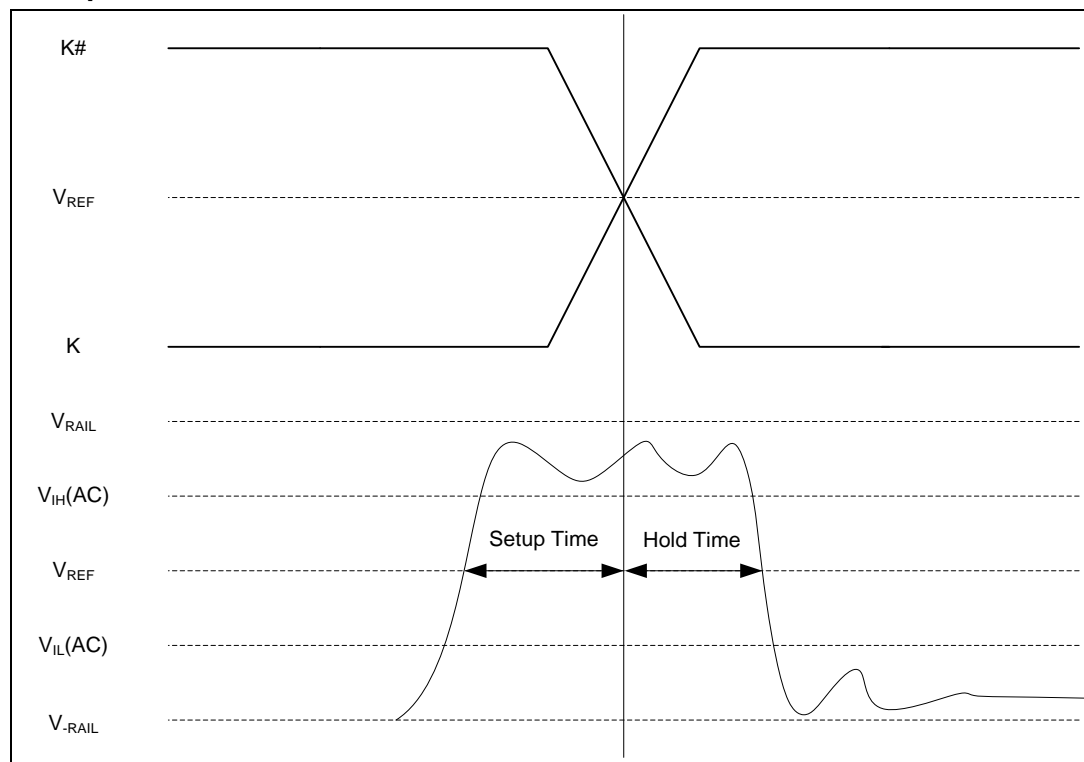 K#
VREF
K
VRAIL
VIH(AC)
Setup Time
Hold Time
VREF
VIL(AC)
V-RAIL